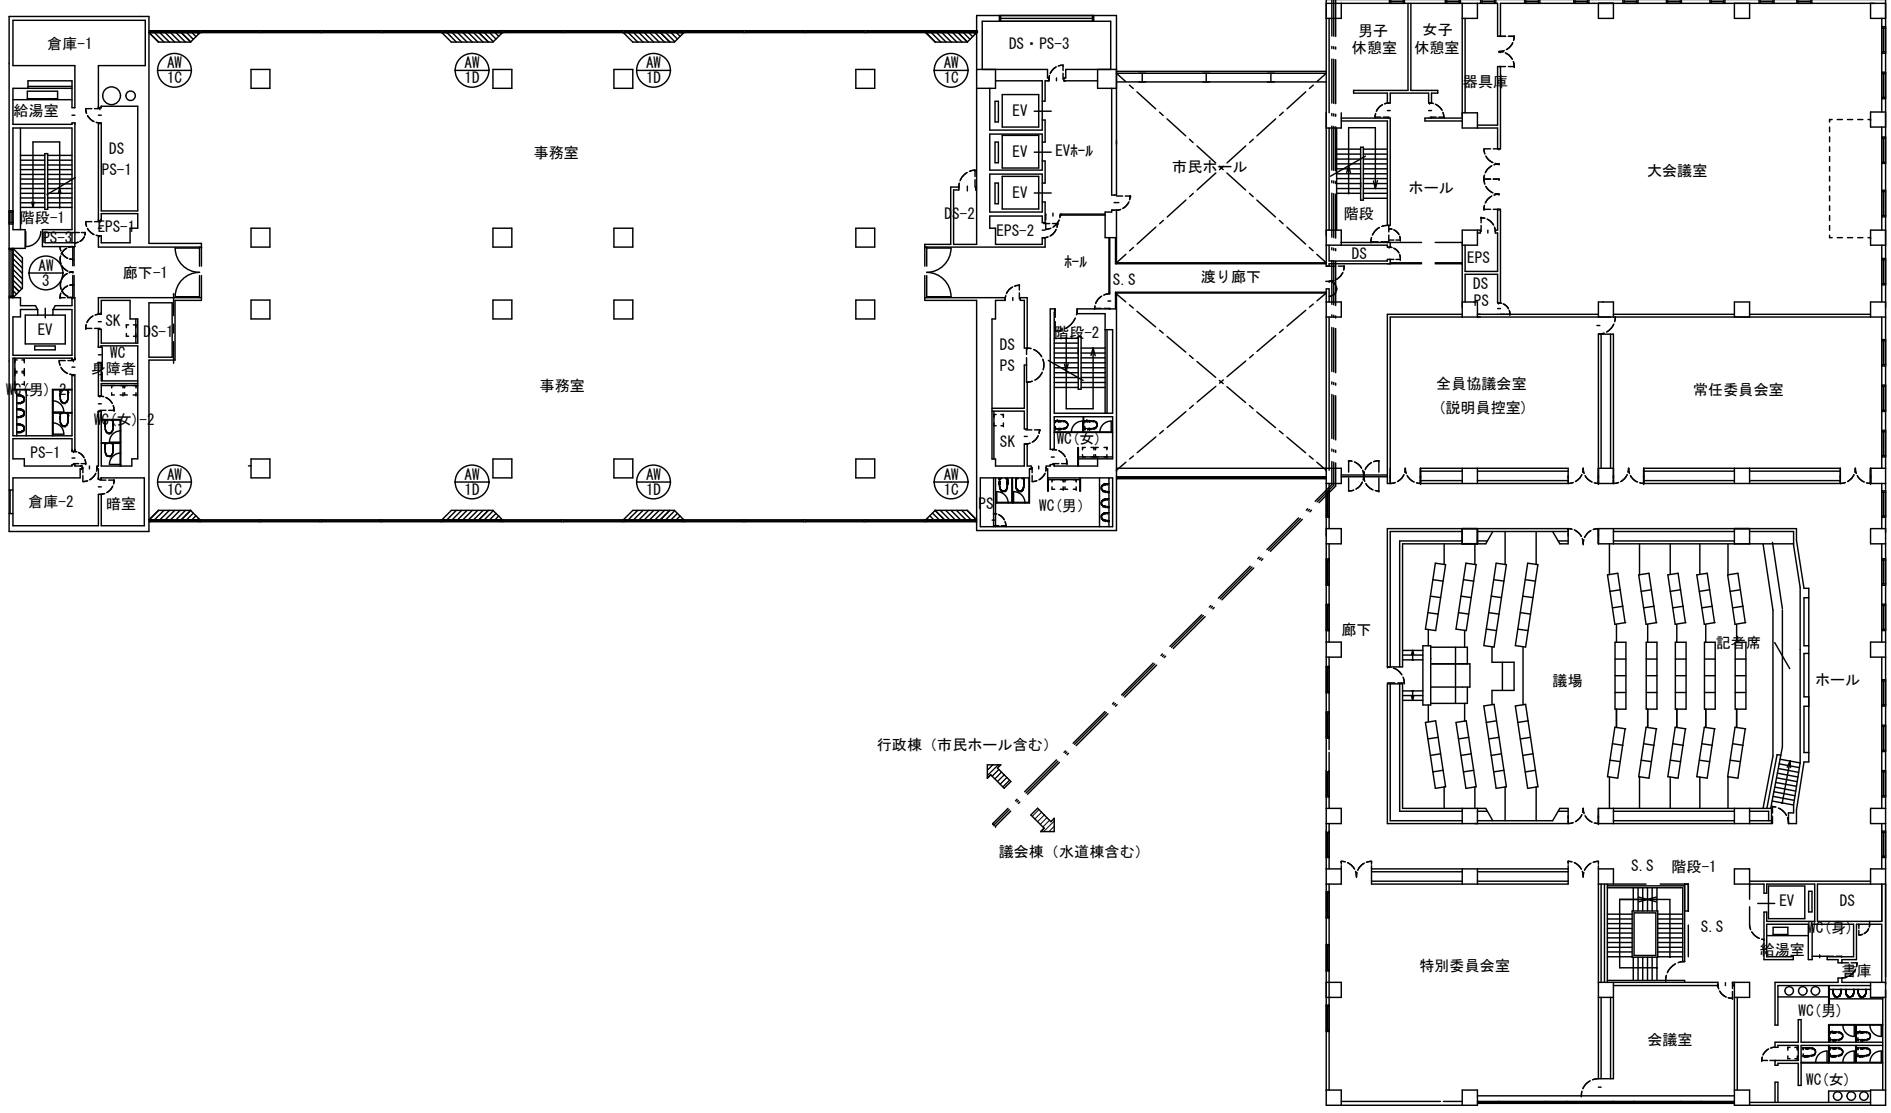 倉庫-1
給湯室
DS
PS-1
階段-1
EPS-1
PS-3
AW
3
廊下-1
EV
SK
DS-1
WC
身障者
WC(男)-2
WC(女)-2
PS-1
倉庫-2
暗室
AW
1C
AW
1D
AW
1D
AW
1C
事務室
事務室
AW
1C
AW
1D
AW
1D
AW
1C
DS・PS-3
EV
EV
EV
EVホール
DS-2
EPS-2
ホール
S.S
階段-2
DS
PS
SK
WC(女)
PS
WC(男)
市民ホール
渡り廊下
男子
休憩室
女子
休憩室
器具庫
大会議室
ホール
階段
DS
EPS
DS
PS
全員協議会室
(説明員控室)
常任委員会室
廊下
議場
記者席
ホール
行政棟（市民ホール含む）
議会棟（水道棟含む）
S.S
階段-1
EV
DS
S.S
WC(身)
給湯室
書庫
特別委員会室
会議室
WC(男)
WC(女)